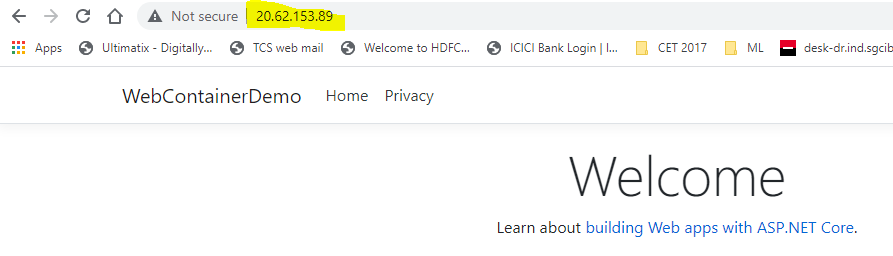 Not secure 20.62.153.89
Apps Ultimatix - Digitally... TCS web mail Welcome to HDFC... ICICI Bank Login | I... CET 2017 ML desk-dr.ind.sgcib
WebContainerDemo Home Privacy
Welcome
Learn about building Web apps with ASP.NET Core.